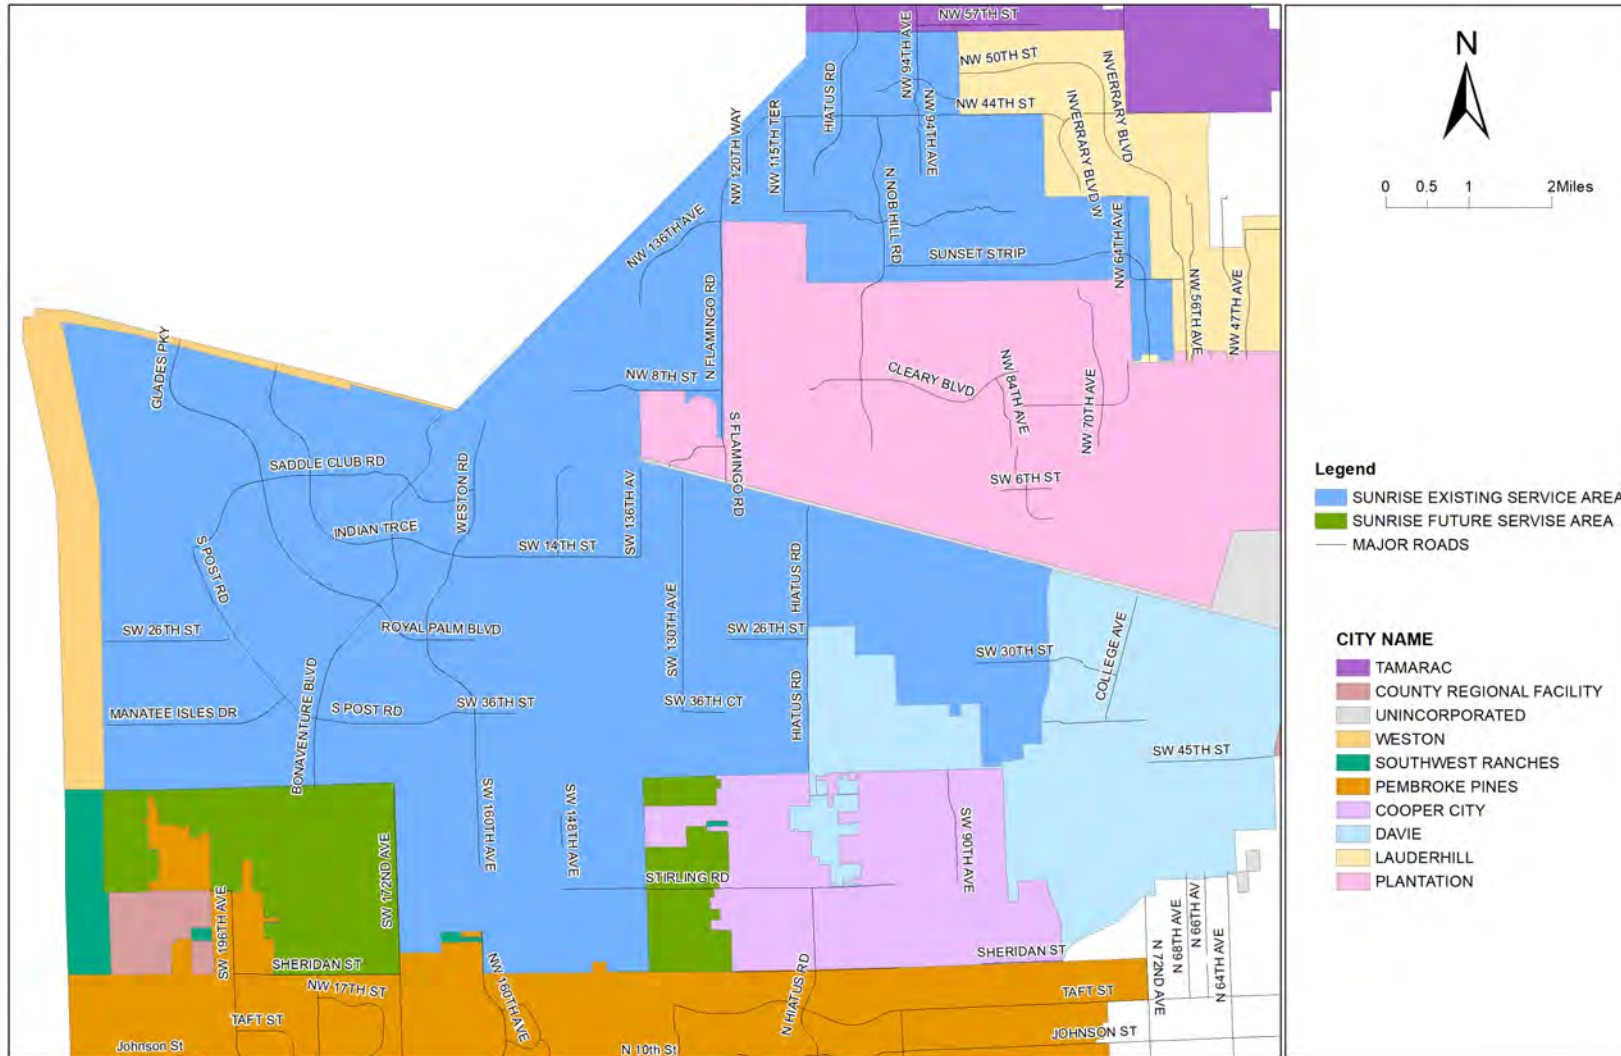 NW 57TH ST
NW 94TH AVE
HIATUS RD
NW 50TH ST
INVERRARY BLVD
NW 44TH ST
NW 94TH AVE
NW 120TH WAY
NW 115TH TER
INVERRARY BLVD W
N NOB HILL RD
NW 136TH AVE
SUNSET STRIP
NW 64TH AVE
NW 56TH AVE
NW 47TH AVE
N FLAMINGO RD
GLADES PKY
NW 8TH ST
CLEARY BLVD
NW 84TH AVE
NW 70TH AVE
S FLAMINGO RD
SADDLE CLUB RD
WESTON RD
SW 6TH ST
SW 136TH AV
INDIAN TRCE
SW 14TH ST
S POST RD
HIATUS RD
SW 130TH AVE
COLLEGE AVE
SW 26TH ST
ROYAL PALM BLVD
SW 26TH ST
SW 30TH ST
BONAVENTURE BLVD
HIATUS RD
MANATEE ISLES DR
S POST RD
SW 36TH ST
SW 36TH CT
SW 45TH ST
SW 160TH AVE
SW 148TH AVE
SW 90TH AVE
SW 172ND AVE
STIRLING RD
SW 196TH AVE
SHERIDAN ST
SHERIDAN ST
N 72ND AVE
N 68TH AVE
N 66TH AV
N 64TH AVE
NW 17TH ST
NW 160TH AVE
N HIATUS RD
TAFT ST
TAFT ST
JOHNSON ST
Johnson St
N 10th St
N
0 0.5 1 2Miles
Legend
SUNRISE EXISTING SERVICE AREA
SUNRISE FUTURE SERVISE AREA
MAJOR ROADS
CITY NAME
TAMARAC
COUNTY REGIONAL FACILITY
UNINCORPORATED
WESTON
SOUTHWEST RANCHES
PEMBROKE PINES
COOPER CITY
DAVIE
LAUDERHILL
PLANTATION